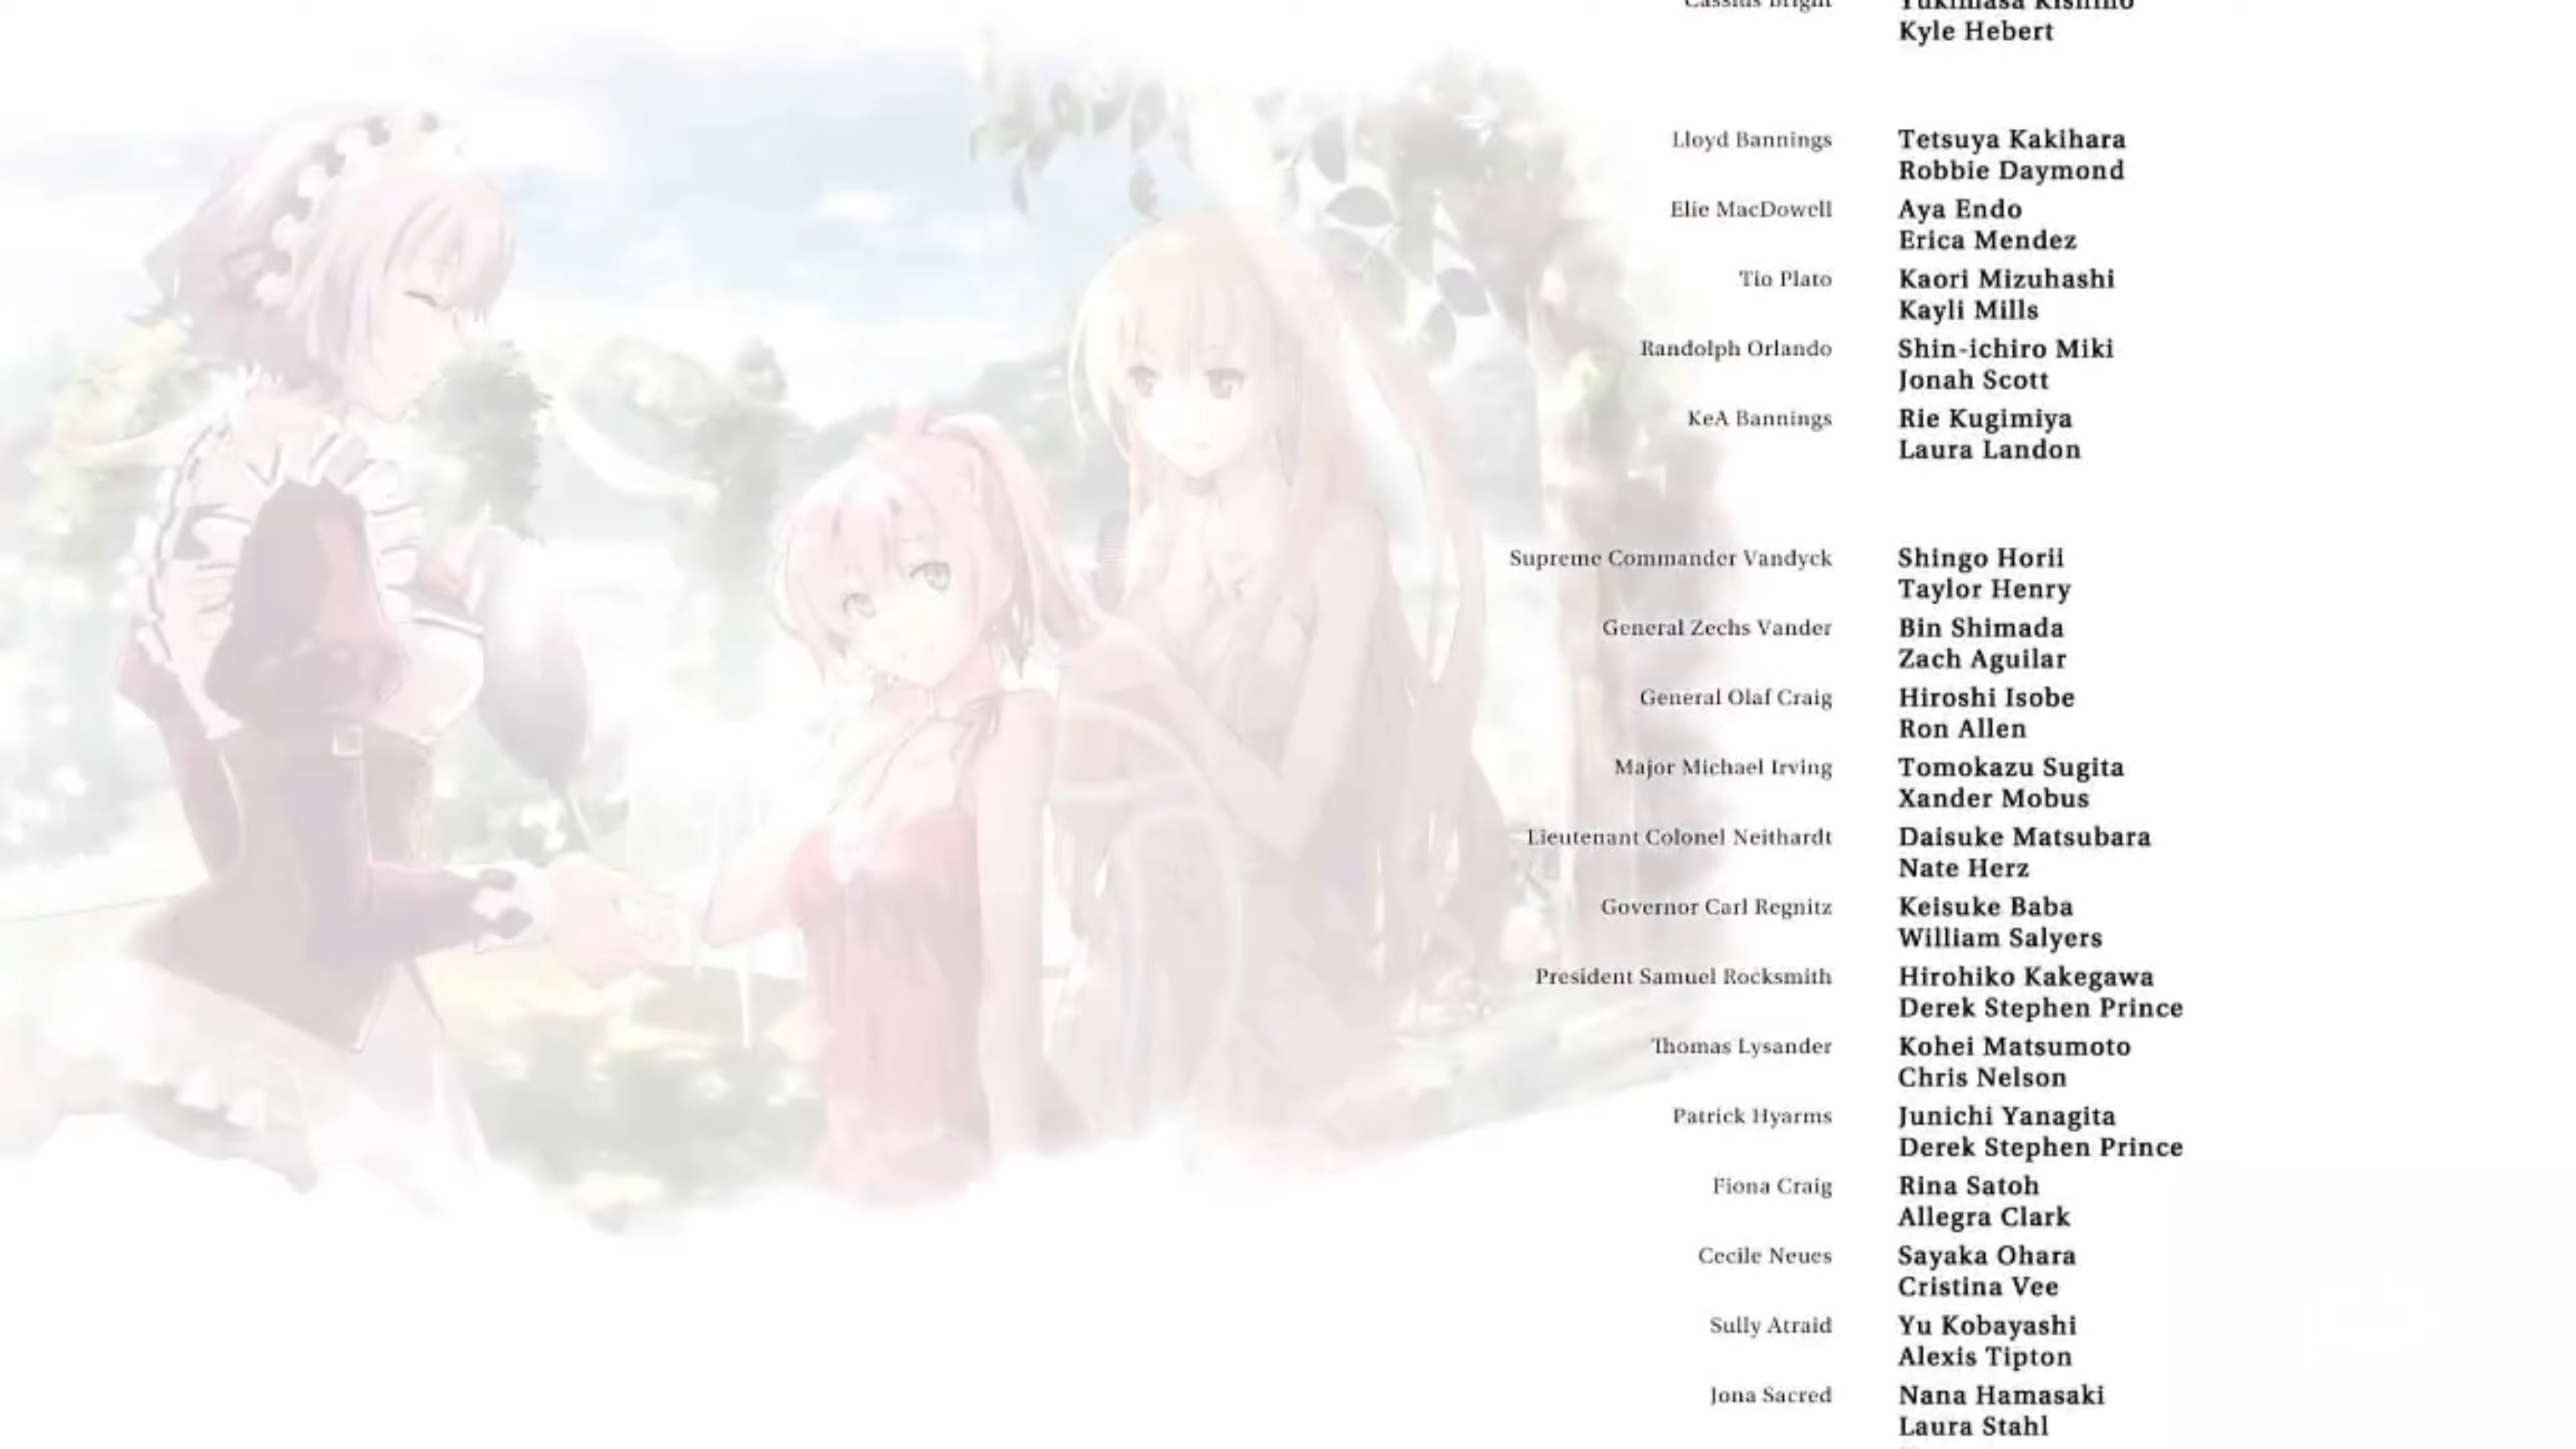 Cassius Bright Yukimasa Kishino
Kyle Hebert
Lloyd Bannings Tetsuya Kakihara
Robbie Daymond
Elie MacDowell Aya Endo
Erica Mendez
Tio Plato Kaori Mizuhashi
Kayli Mills
Randolph Orlando Shin-ichiro Miki
Jonah Scott
KeA Bannings Rie Kugimiya
Laura Landon
Supreme Commander Vandyck Shingo Horii
Taylor Henry
General Zechs Vander Bin Shimada
Zach Aguilar
General Olaf Craig Hiroshi Isobe
Ron Allen
Major Michael Irving Tomokazu Sugita
Xander Mobus
Lieutenant Colonel Neithardt Daisuke Matsubara
Nate Herz
Governor Carl Regnitz Keisuke Baba
William Salyers
President Samuel Rocksmith Hirohiko Kakegawa
Derek Stephen Prince
Thomas Lysander Kohei Matsumoto
Chris Nelson
Patrick Hyarms Junichi Yanagita
Derek Stephen Prince
Fiona Craig Rina Satoh
Allegra Clark
Cecile Neues Sayaka Ohara
Cristina Vee
Sully Atraid Yu Kobayashi
Alexis Tipton
Jona Sacred Nana Hamasaki
Laura Stahl